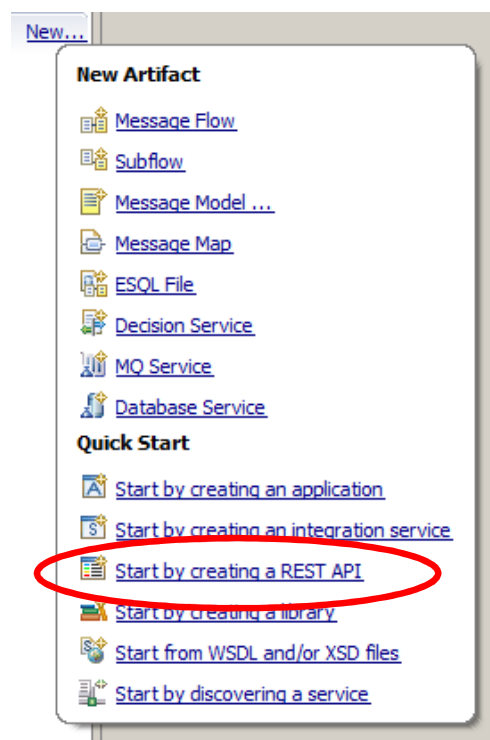 New...
New Artifact
Message Flow
Subflow
Message Model ...
Message Map
ESQL File
Decision Service
MQ Service
Database Service
Quick Start
Start by creating an application
Start by creating an integration service
Start by creating a REST API
Start by creating a library
Start from WSDL and/or XSD files
Start by discovering a service